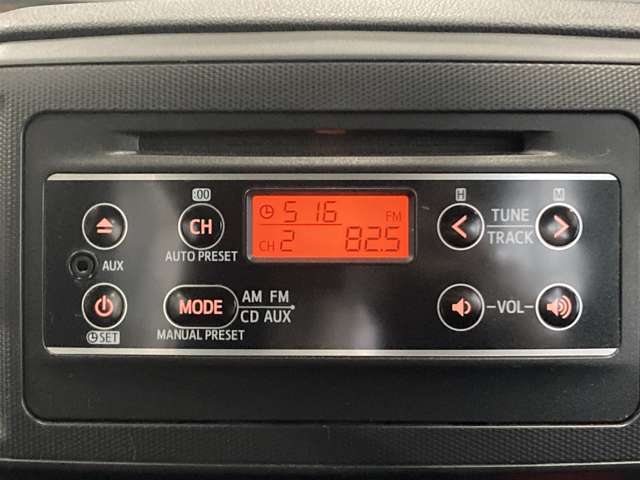 :00 H M
CH 5 16 FM < TUNE >
AUTO PRESET CH 2 82.5 TRACK
AUX
MODE AM FM -VOL-
CD AUX
SET MANUAL PRESET